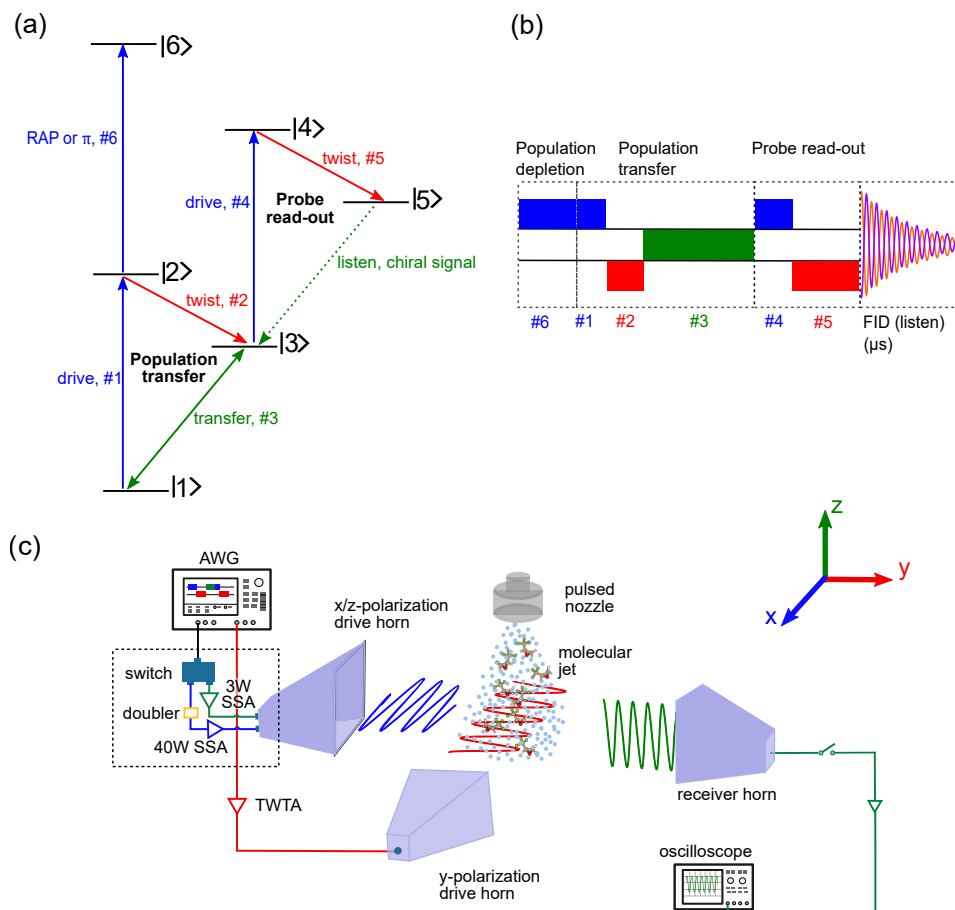 (a)
|6>
RAP or π, #6
|4>
twist, #5
drive, #4
Probe
read-out
|5>
|2>
listen, chiral signal
twist, #2
|3>
Population
transfer
drive, #1
transfer, #3
|1>
(b)
Population
depletion
Population
transfer
Probe read-out
#6
#1
#2
#3
#4
#5
FID (listen)
(μs)
(c)
AWG
x/z-polarization
drive horn
pulsed
nozzle
molecular
jet
z
y
x
switch
3W
SSA
doubler
40W SSA
TWTA
receiver horn
y-polarization
drive horn
oscilloscope